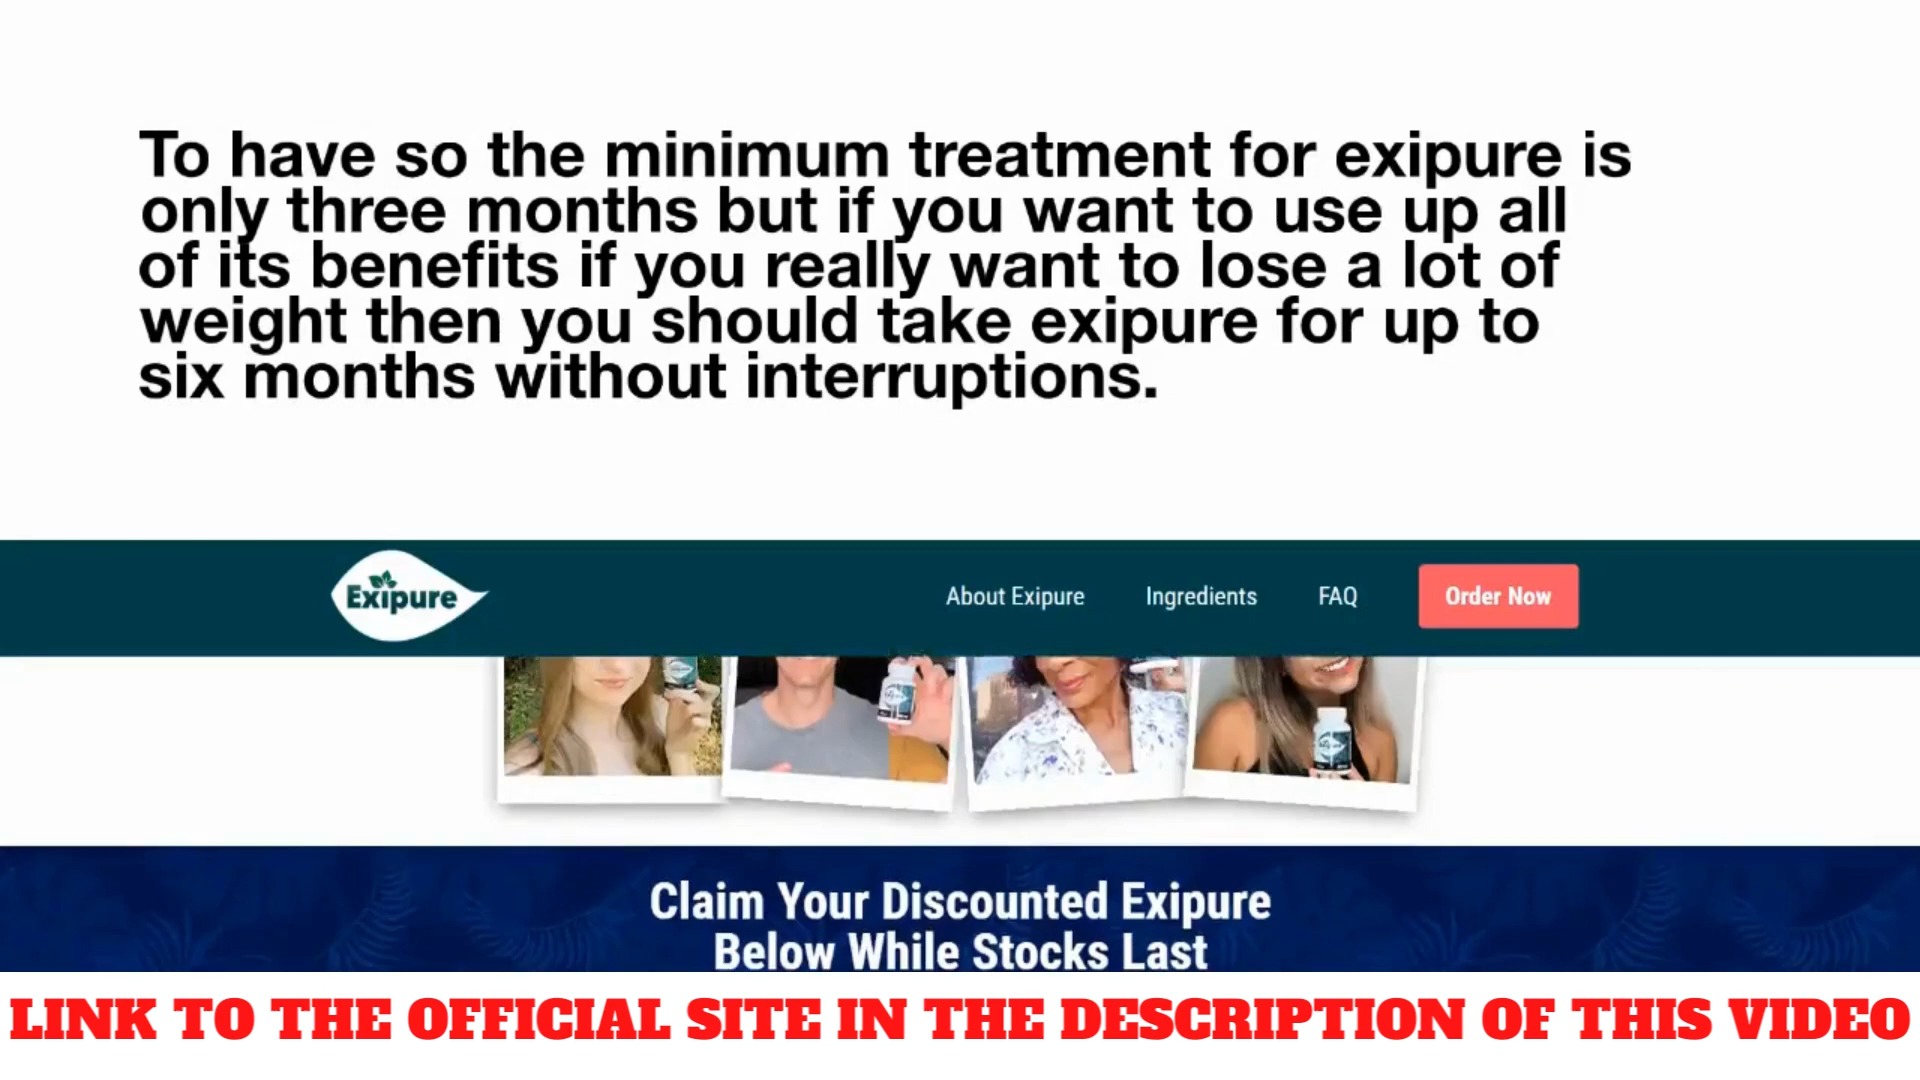 To have so the minimum treatment for exipure is
only three months but if you want to use up all
of its benefits if you really want to lose a lot of
weight then you should take exipure for up to
six months without interruptions.
Exipure
About Exipure
Ingredients
FAQ
Order Now
Exipure
Claim Your Discounted Exipure
Below While Stocks Last
LINK TO THE OFFICIAL SITE IN THE DESCRIPTION OF THIS VIDEO